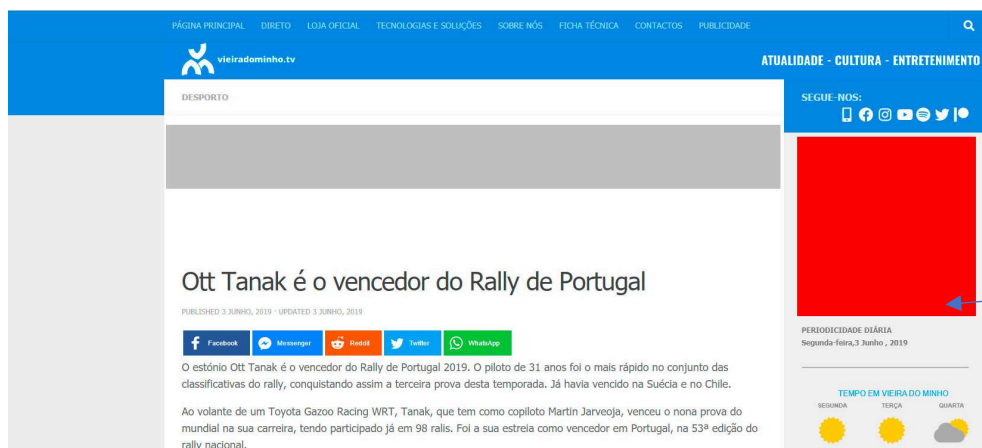 PÁGINA PRINCIPAL DIRETO LOJA OFICIAL TECNOLOGIAS E SOLUÇÕES SOBRE NÓS FICHA TÉCNICA CONTACTOS PUBLICIDADE
vieiradominho.tv
ATUALIDADE - CULTURA - ENTRETENIMENTO
DESPORTO
SEGUE-NOS:
Ott Tanak é o vencedor do Rally de Portugal
PUBLISHED 3 JUNHO, 2019 · UPDATED 3 JUNHO, 2019
Facebook Messenger Reddit Twitter WhatsApp
O estónio Ott Tanak é o vencedor do Rally de Portugal 2019. O piloto de 31 anos foi o mais rápido no conjunto das
classificativas do rally, conquistando assim a terceira prova desta temporada. Já havia vencido na Suécia e no Chile.
Ao volante de um Toyota Gazoo Racing WRT, Tanak, que tem como copiloto Martin Jarveoja, venceu o nona prova do
mundial na sua carreira, tendo participado já em 98 ralis. Foi a sua estreia como vencedor em Portugal, na 53ª edição do
rally nacional.
PERIODICIDADE DIÁRIA
Segunda-feira,3 Junho , 2019
TEMPO EM VIEIRA DO MINHO
SEGUNDA TERÇA QUARTA